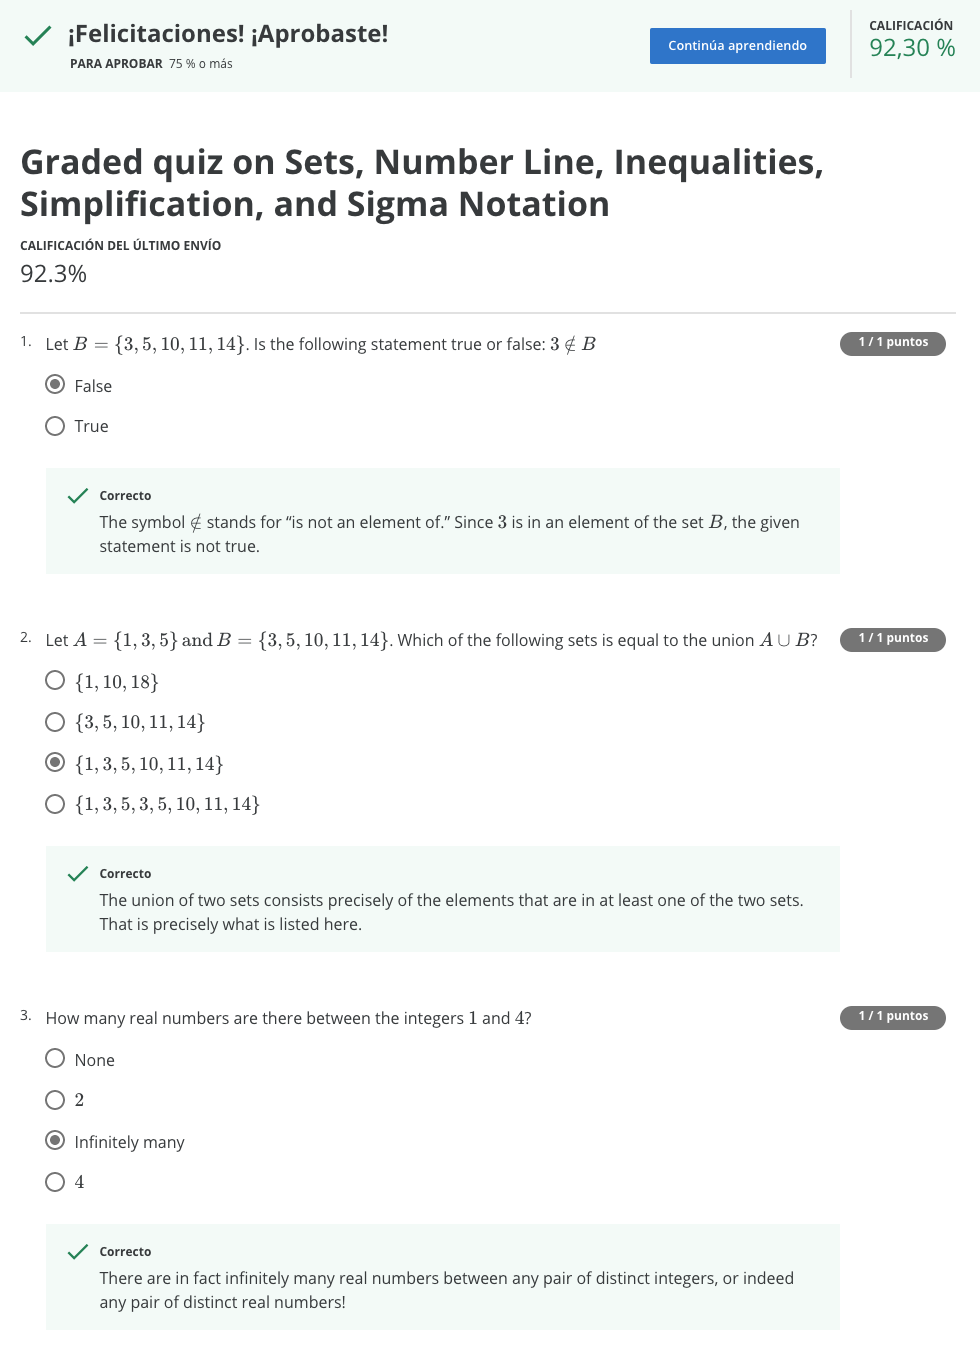 ¡Felicitaciones! ¡Aprobaste!
PARA APROBAR 75 % o más
Continúa aprendiendo
CALIFICACIÓN
92,30 %
Graded quiz on Sets, Number Line, Inequalities,
Simplification, and Sigma Notation
CALIFICACIÓN DEL ÚLTIMO ENVÍO
92.3%
1. Let B = {3, 5, 10, 11, 14}. Is the following statement true or false: 3 ∉ B
1 / 1 puntos
False
True
Correcto
The symbol ∉ stands for “is not an element of.” Since 3 is in an element of the set B, the given
statement is not true.
2. Let A = {1, 3, 5} and B = {3, 5, 10, 11, 14}. Which of the following sets is equal to the union A ∪ B?
1 / 1 puntos
{1, 10, 18}
{3, 5, 10, 11, 14}
{1, 3, 5, 10, 11, 14}
{1, 3, 5, 3, 5, 10, 11, 14}
Correcto
The union of two sets consists precisely of the elements that are in at least one of the two sets.
That is precisely what is listed here.
3. How many real numbers are there between the integers 1 and 4?
1 / 1 puntos
None
2
Infinitely many
4
Correcto
There are in fact infinitely many real numbers between any pair of distinct integers, or indeed
any pair of distinct real numbers!